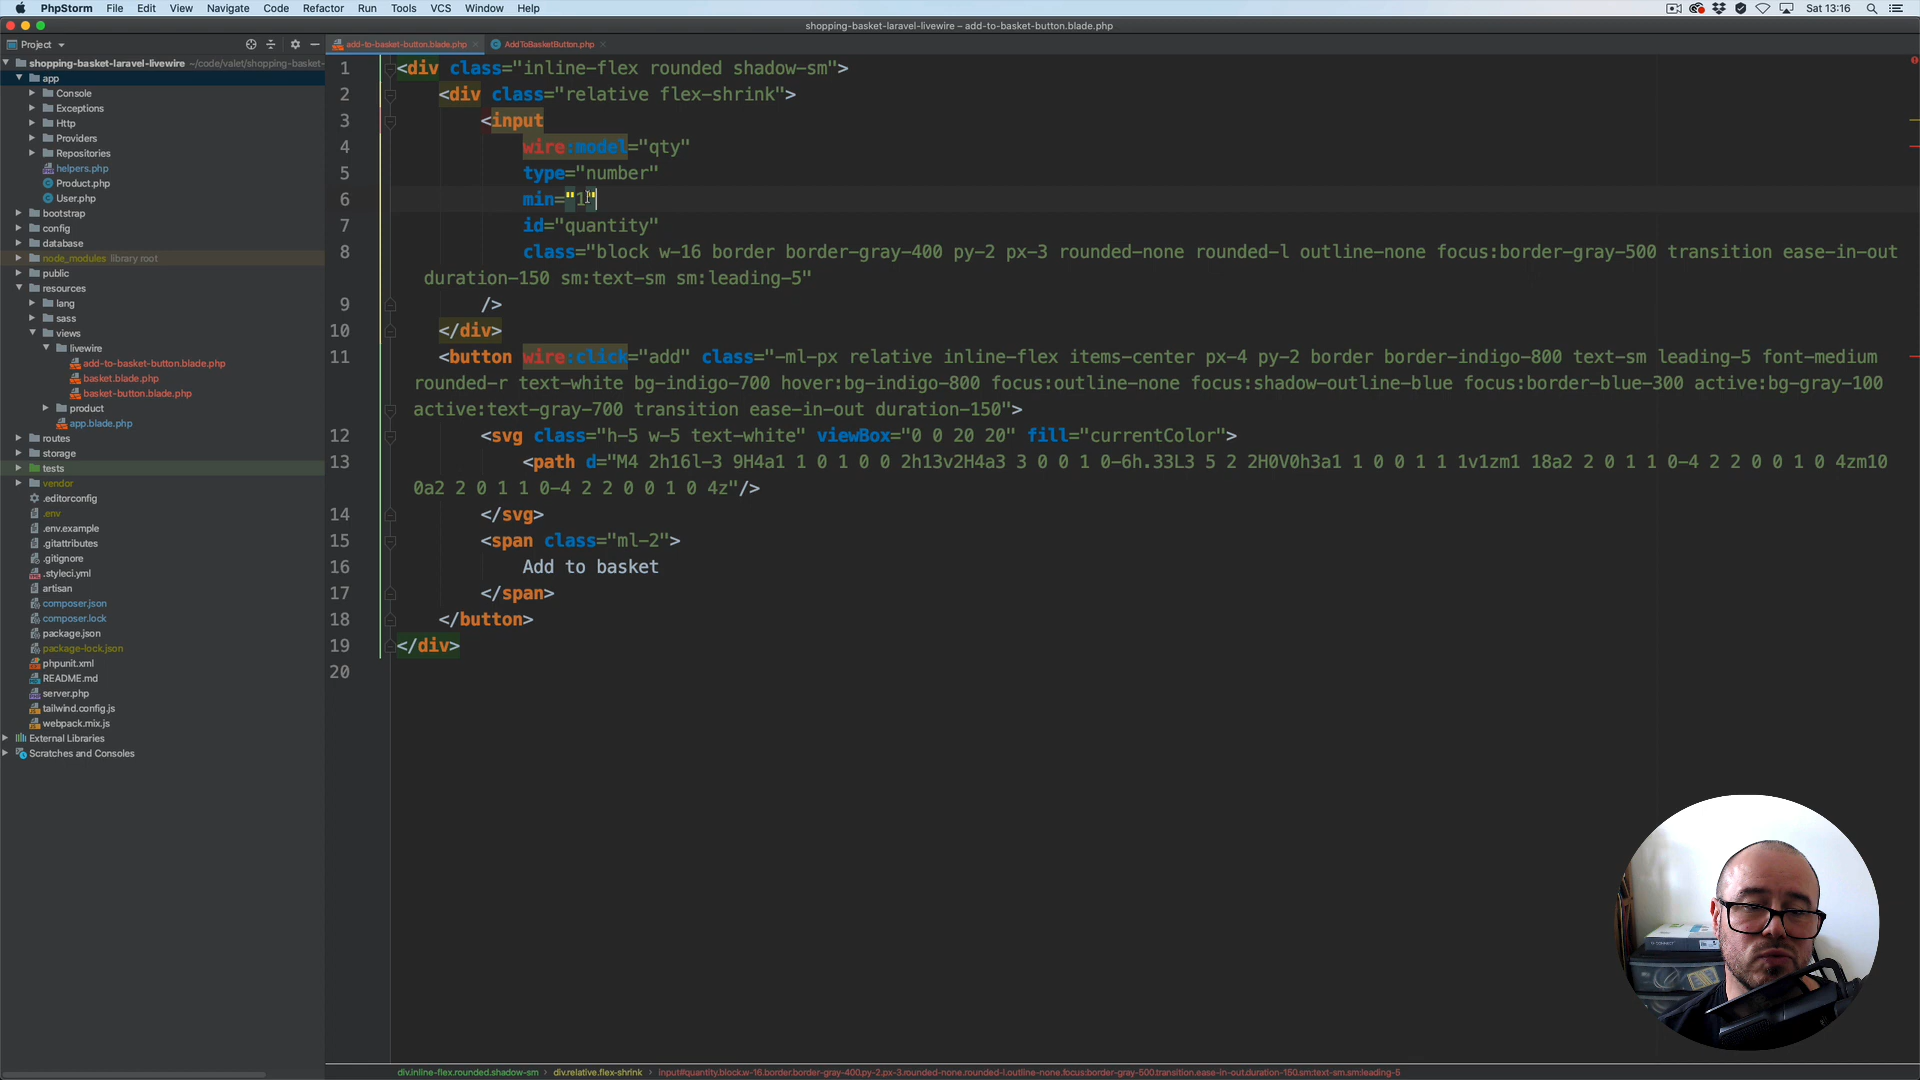 PhpStorm File Edit View Navigate Code Refactor Run Tools VCS Window Help Sat 13:16
shopping-basket-laravel-livewire – add-to-basket-button.blade.php
Project
add-to-basket-button.blade.php
AddToBasketButton.php
shopping-basket-laravel-livewire ~/code/valet/shopping-basket-
app
Console
Exceptions
Http
Providers
Repositories
helpers.php
Product.php
User.php
bootstrap
config
database
node_modules library root
public
resources
lang
sass
views
livewire
add-to-basket-button.blade.php
basket.blade.php
basket-button.blade.php
product
app.blade.php
routes
storage
tests
vendor
.editorconfig
.env
.env.example
.gitattributes
.gitignore
.styleci.yml
artisan
composer.json
composer.lock
package.json
package-lock.json
phpunit.xml
README.md
server.php
tailwind.config.js
webpack.mix.js
External Libraries
Scratches and Consoles
1 <div class="inline-flex rounded shadow-sm">
2 <div class="relative flex-shrink">
3 <input
4 wire:model="qty"
5 type="number"
6 min="1"
7 id="quantity"
8 class="block w-16 border border-gray-400 py-2 px-3 rounded-none rounded-l outline-none focus:border-gray-500 transition ease-in-out
duration-150 sm:text-sm sm:leading-5"
9 />
10 </div>
11 <button wire:click="add" class="-ml-px relative inline-flex items-center px-4 py-2 border border-indigo-800 text-sm leading-5 font-medium
rounded-r text-white bg-indigo-700 hover:bg-indigo-800 focus:outline-none focus:shadow-outline-blue focus:border-blue-300 active:bg-gray-100
active:text-gray-700 transition ease-in-out duration-150">
12 <svg class="h-5 w-5 text-white" viewBox="0 0 20 20" fill="currentColor">
13 <path d="M4 2h16l-3 9H4a1 1 0 1 0 0 2h13v2H4a3 3 0 0 1 0-6h.33L3 5 2 2H0V0h3a1 1 0 0 1 1 1v1zm1 18a2 2 0 1 1 0-4 2 2 0 0 1 0 4zm10
0a2 2 0 1 1 0-4 2 2 0 0 1 0 4z"/>
14 </svg>
15 <span class="ml-2">
16 Add to basket
17 </span>
18 </button>
19 </div>
20
div.inline-flex.rounded.shadow-sm div.relative.flex-shrink input#quantity.block.w-16.border.border-gray-400.py-2.px-3.rounded-none.rounded-l.outline-none.focus:border-gray-500.transition.ease-in-out.duration-150.sm:text-sm.sm:leading-5